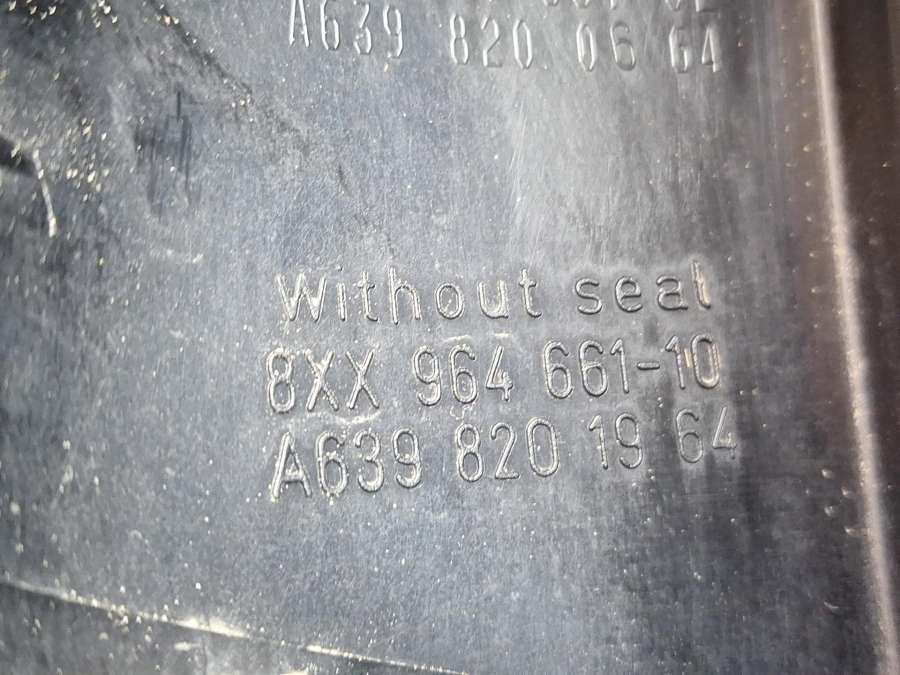 A639 820 06 64
Without seal
8XX 964 661-10
A639 820 19 64